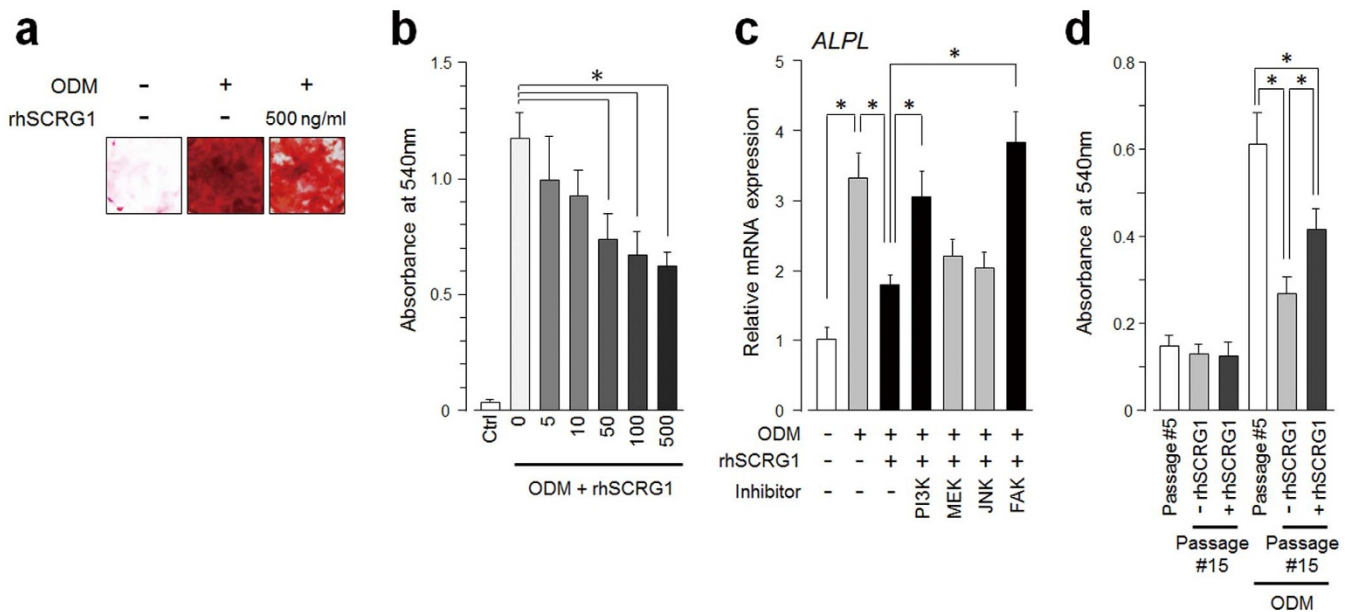 a
ODM - + +
rhSCRG1 - - 500 ng/ml
b
Absorbance at 540nm
1.5
1.0
0.5
0
*
Ctrl 0 5 10 50 100 500
ODM + rhSCRG1
c
ALPL
Relative mRNA expression
5
4
3
2
1
0
* * * *
ODM - + + + + + +
rhSCRG1 - - + + + + +
Inhibitor - - - PI3K MEK JNK FAK
d
Absorbance at 540nm
0.8
0.6
0.4
0.2
0
*
* *
Passage #5 - rhSCRG1 + rhSCRG1 Passage #5 - rhSCRG1 + rhSCRG1
Passage #15 Passage #15
ODM